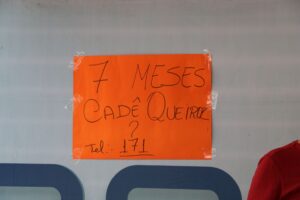 7 MESES
CADÊ QUEIROZ
?
Tel.: 171